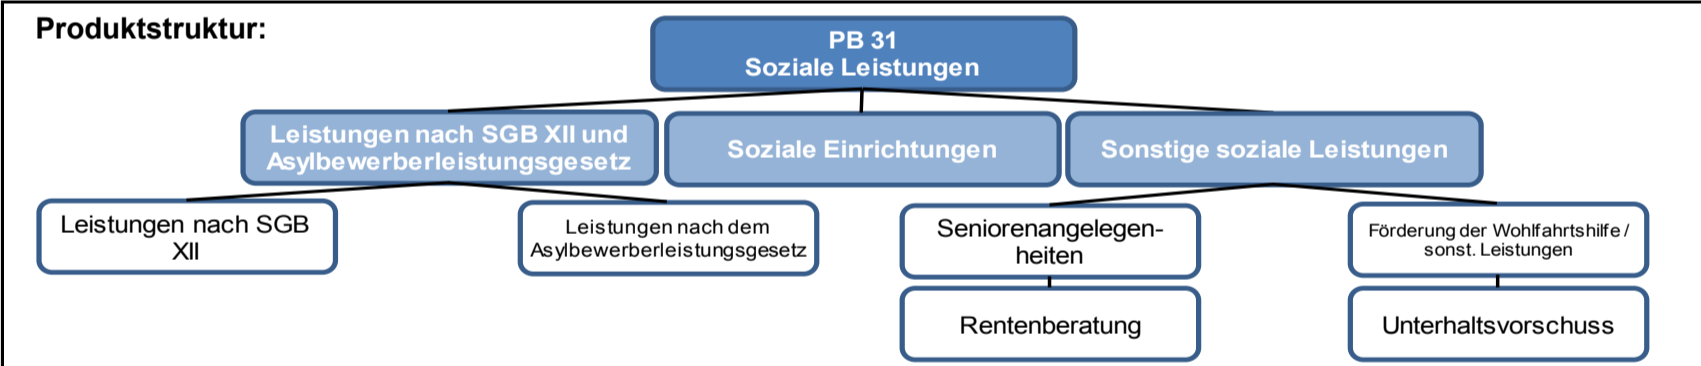 Produktstruktur:
PB 31
Soziale Leistungen
Leistungen nach SGB XII und
Asylbewerberleistungsgesetz
Soziale Einrichtungen
Sonstige soziale Leistungen
Leistungen nach SGB
XII
Leistungen nach dem
Asylbewerberleistungsgesetz
Seniorenangelegen-
heiten
Förderung der Wohlfahrtshilfe /
sonst. Leistungen
Rentenberatung
Unterhaltsvorschuss